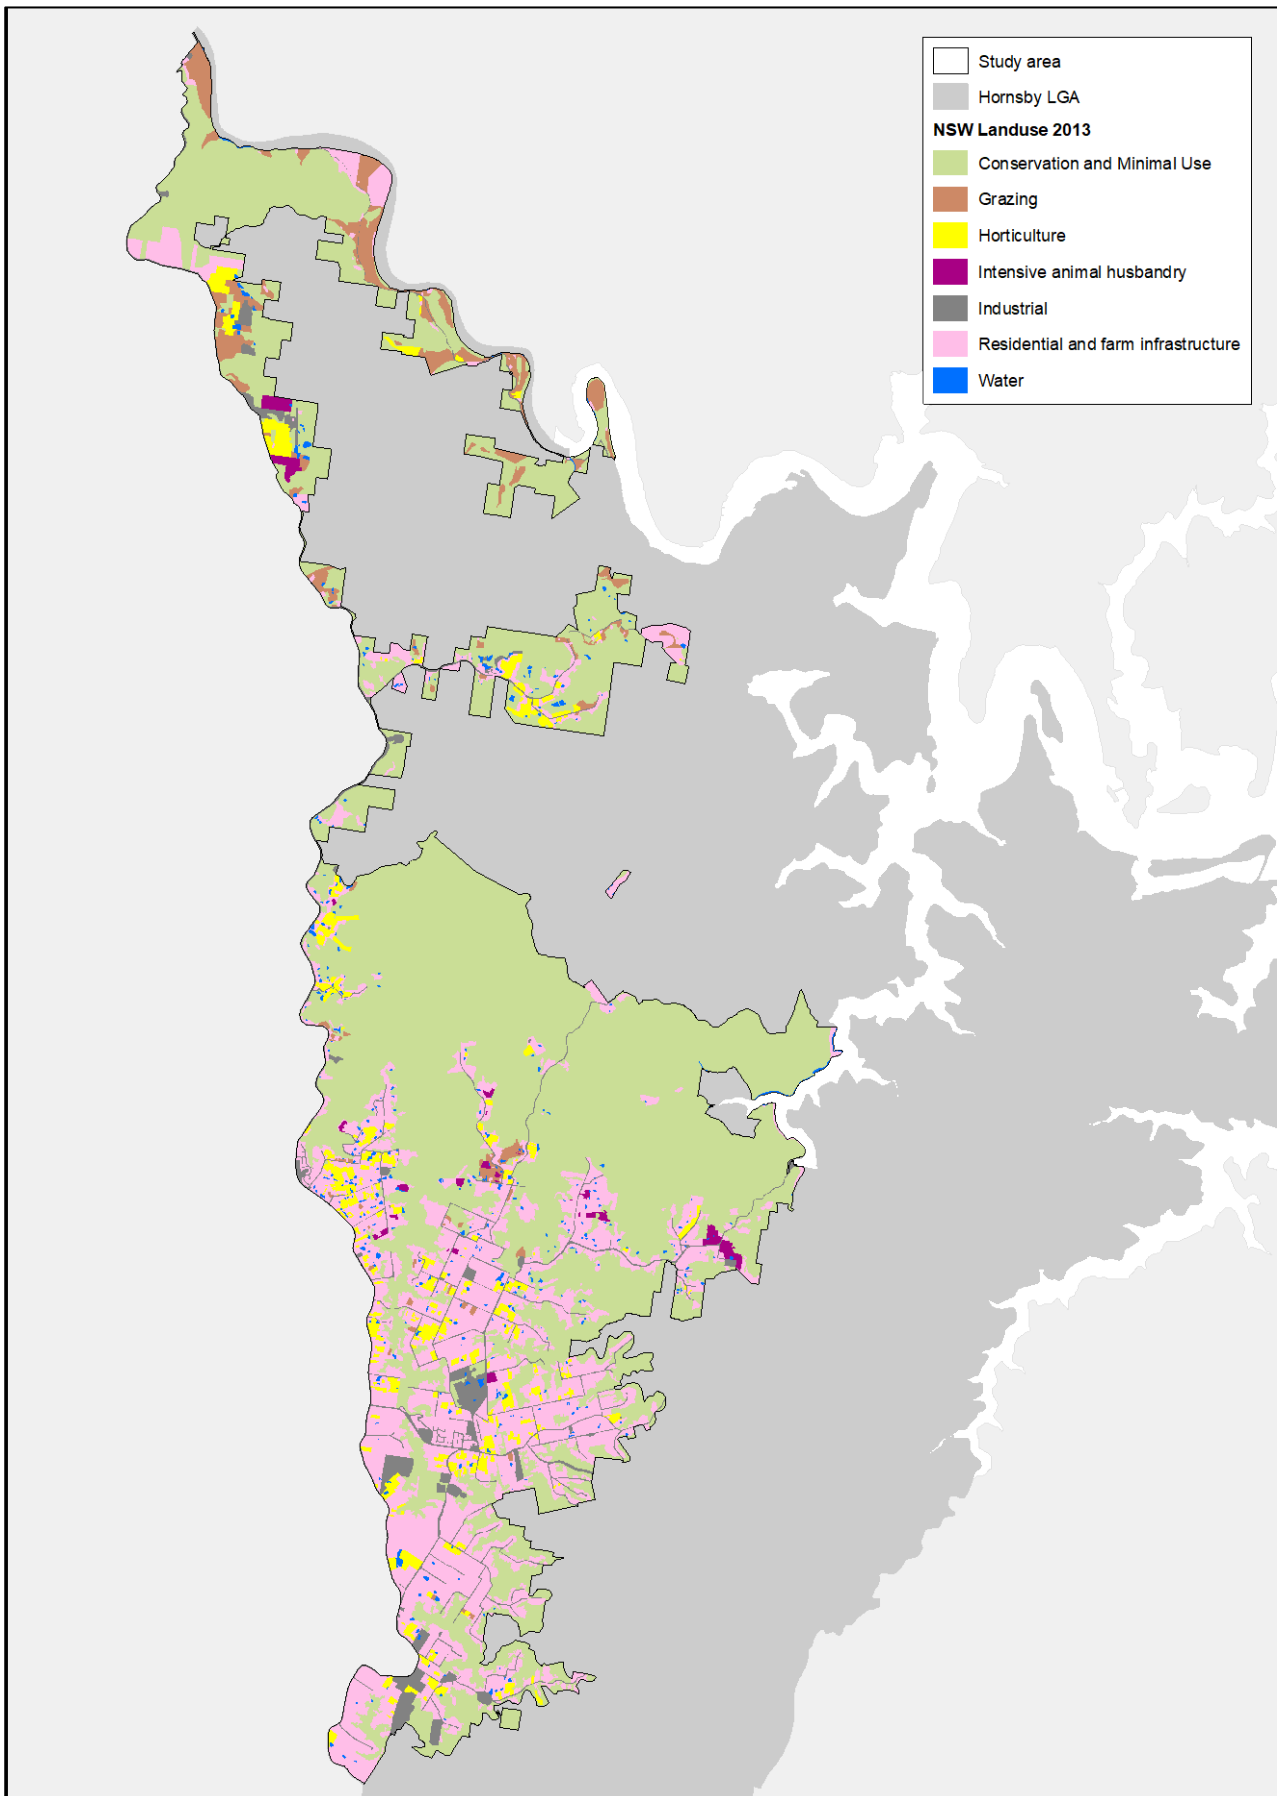 Study area
Hornsby LGA
NSW Landuse 2013
Conservation and Minimal Use
Grazing
Horticulture
Intensive animal husbandry
Industrial
Residential and farm infrastructure
Water